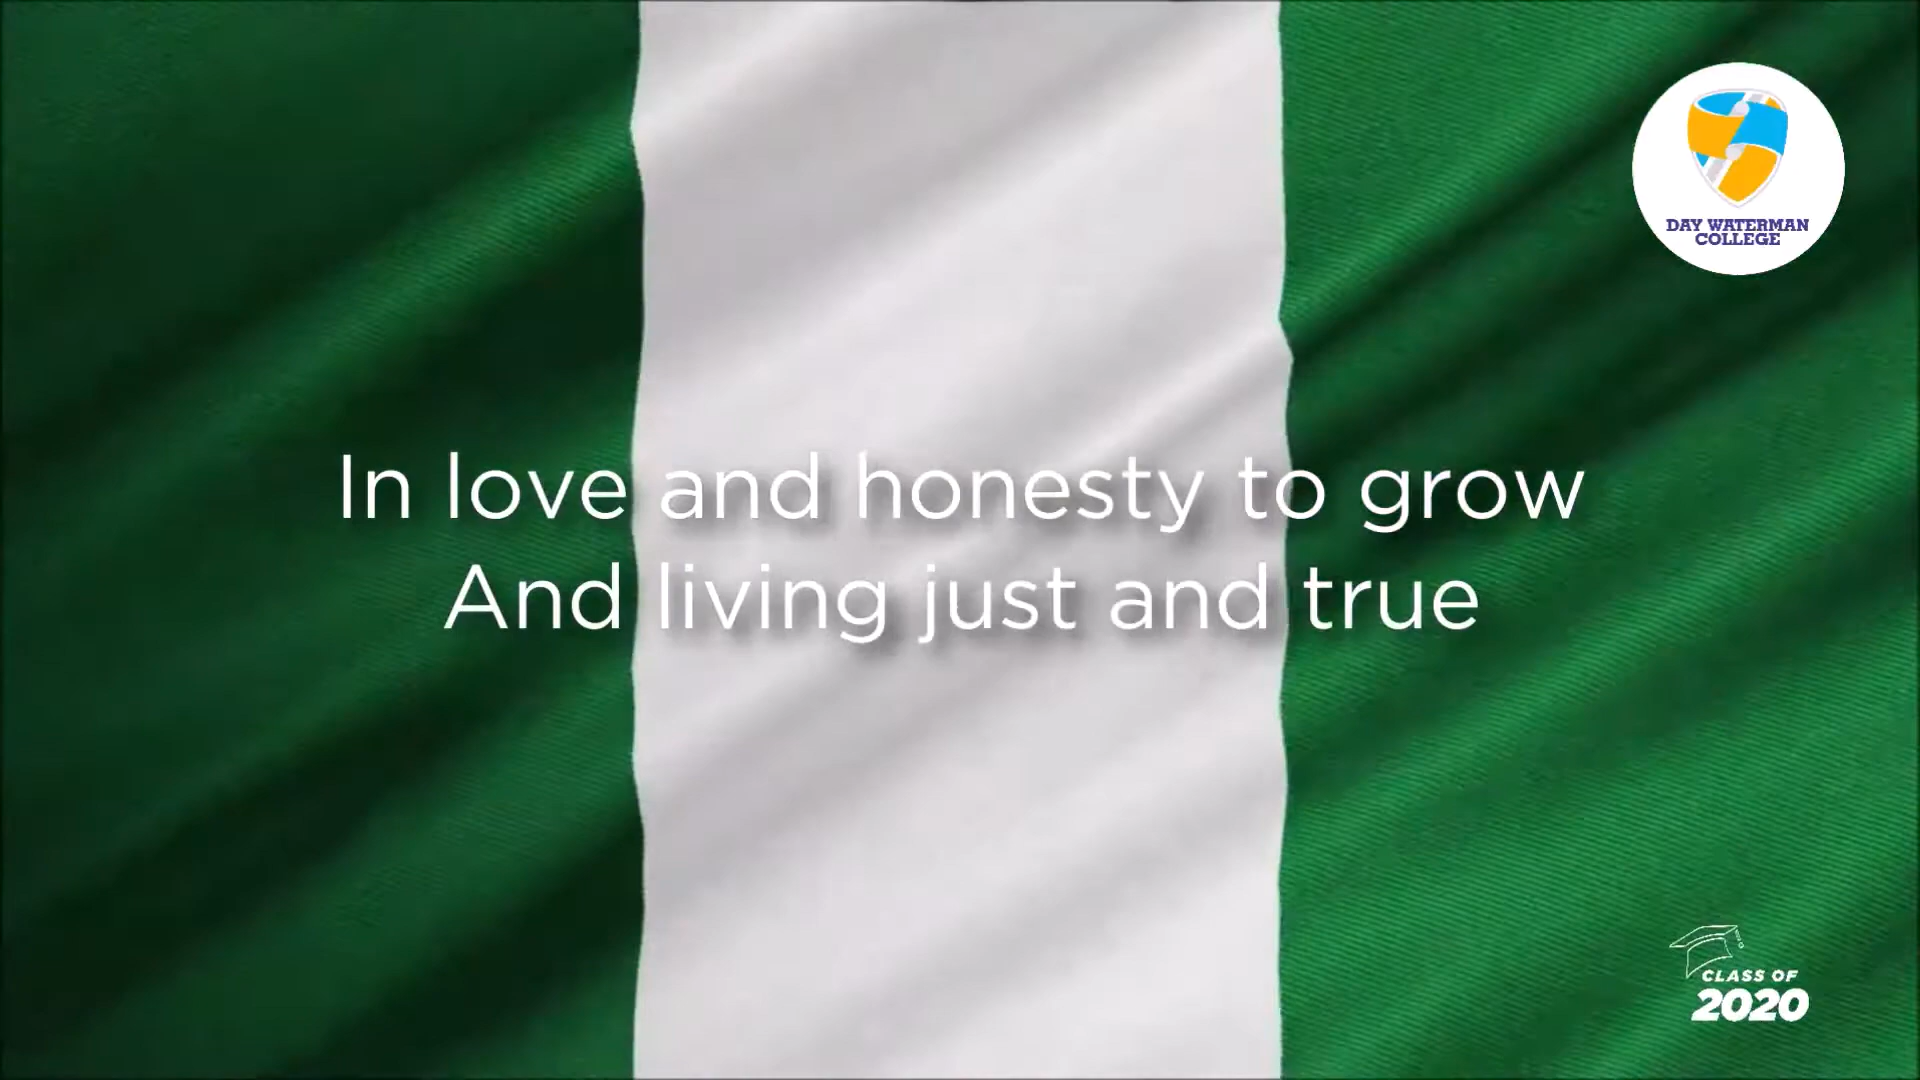 DAY WATERMAN
COLLEGE
In love and honesty to grow
And living just and true
CLASS OF
2020